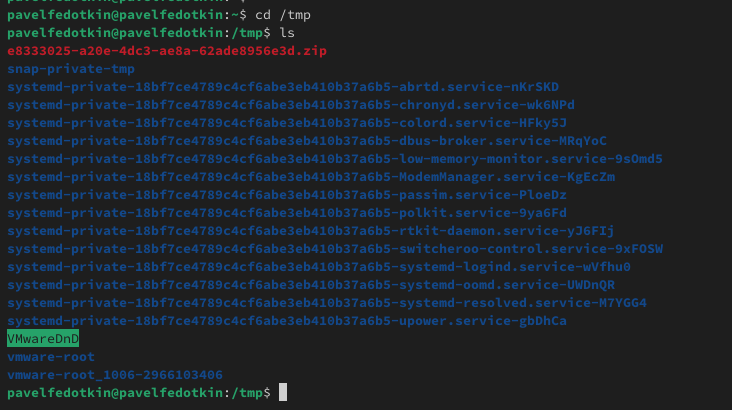 pavelfedotkin@pavelfedotkin:~$ cd /tmp
pavelfedotkin@pavelfedotkin:/tmp$ ls
e8333025-a20e-4dc3-ae8a-62ade8956e3d.zip
snap-private-tmp
systemd-private-18bf7ce4789c4cf6abe3eb410b37a6b5-abrtd.service-nKrSKD
systemd-private-18bf7ce4789c4cf6abe3eb410b37a6b5-chronyd.service-wk6NPd
systemd-private-18bf7ce4789c4cf6abe3eb410b37a6b5-colord.service-HFky5J
systemd-private-18bf7ce4789c4cf6abe3eb410b37a6b5-dbus-broker.service-MRqYoC
systemd-private-18bf7ce4789c4cf6abe3eb410b37a6b5-low-memory-monitor.service-9sOmd5
systemd-private-18bf7ce4789c4cf6abe3eb410b37a6b5-ModemManager.service-KgEcZm
systemd-private-18bf7ce4789c4cf6abe3eb410b37a6b5-passim.service-PloeDz
systemd-private-18bf7ce4789c4cf6abe3eb410b37a6b5-polkit.service-9ya6Fd
systemd-private-18bf7ce4789c4cf6abe3eb410b37a6b5-rtkit-daemon.service-yJ6FIj
systemd-private-18bf7ce4789c4cf6abe3eb410b37a6b5-switcheroo-control.service-9xFOSW
systemd-private-18bf7ce4789c4cf6abe3eb410b37a6b5-systemd-logind.service-wVfhu0
systemd-private-18bf7ce4789c4cf6abe3eb410b37a6b5-systemd-oomd.service-UWDnQR
systemd-private-18bf7ce4789c4cf6abe3eb410b37a6b5-systemd-resolved.service-M7YGG4
systemd-private-18bf7ce4789c4cf6abe3eb410b37a6b5-upower.service-gbDhCa
VMwareDnD
vmware-root
vmware-root_1006-2966103406
pavelfedotkin@pavelfedotkin:/tmp$